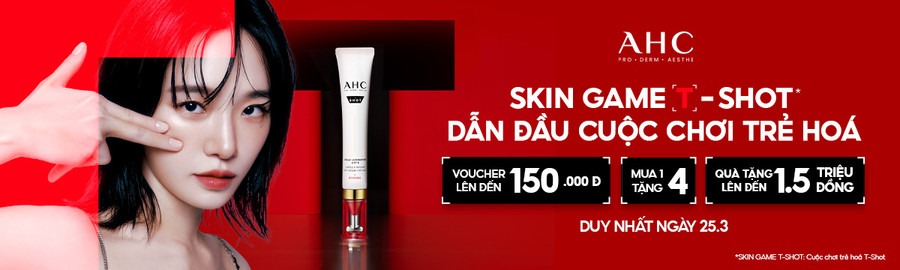 AHC
PRO • DERM • AESTHE
SKIN GAME [T] - SHOT*
DẪN ĐẦU CUỘC CHƠI TRẺ HOÁ
VOUCHER
LÊN ĐẾN 150.000 Đ
MUA 1
TẶNG 4
QUÀ TẶNG
LÊN ĐẾN 1.5 TRIỆU
ĐỒNG
DUY NHẤT NGÀY 25.3
*SKIN GAME T-SHOT: Cuộc chơi trẻ hoá T-Shot
AHC
SHOT